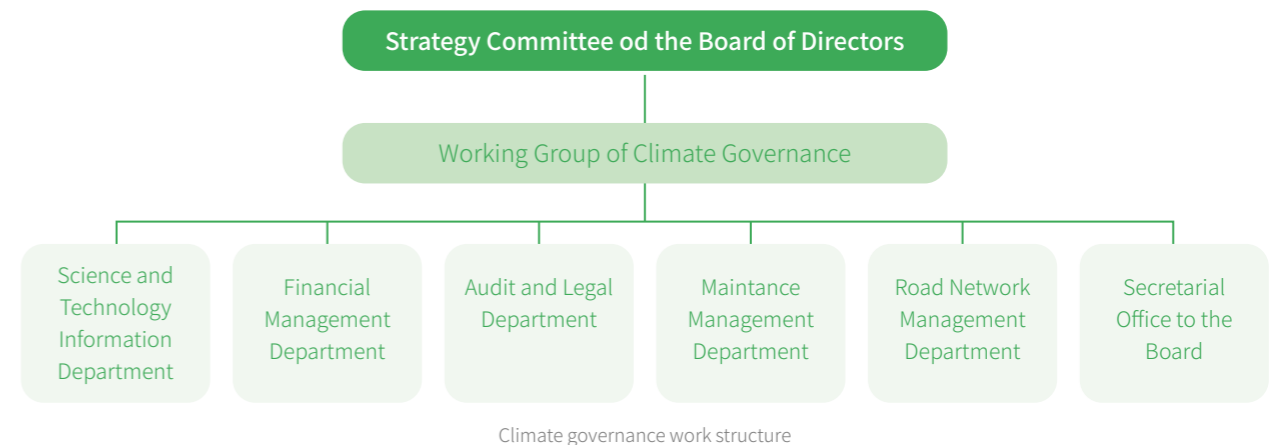 Strategy Committee od the Board of Directors
Working Group of Climate Governance
Science and
Technology
Information
Department
Financial
Management
Department
Audit and Legal
Department
Maintance
Management
Department
Road Network
Management
Department
Secretarial
Office to the
Board
Climate governance work structure